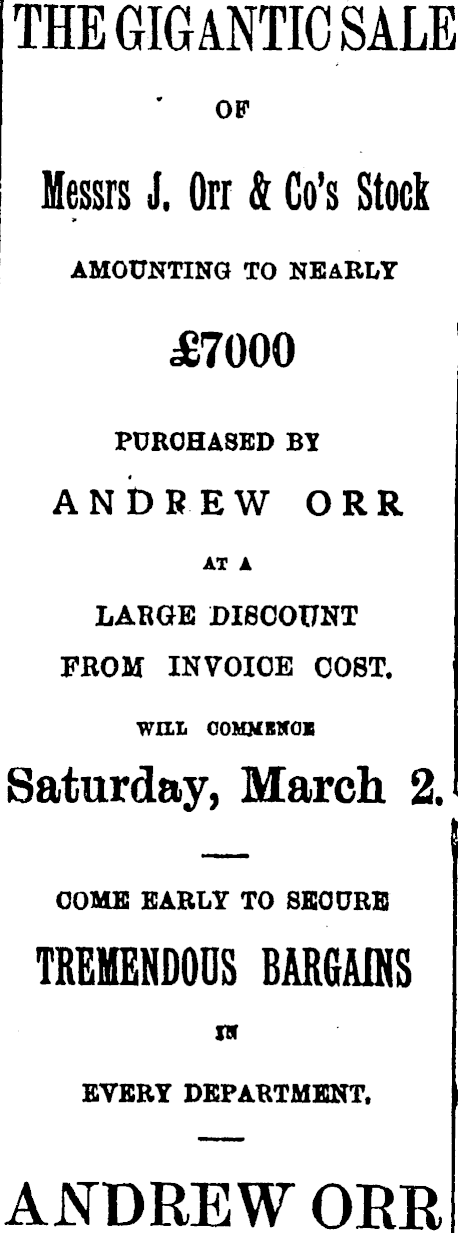 THE GIGANTIC SALE
OF
Messrs J. Orr & Co's Stock
AMOUNTING TO NEARLY
£7000
PURCHASED BY
ANDREW ORR
AT A
LARGE DISCOUNT
FROM INVOICE COST.
WILL COMMENCE
Saturday, March 2.
COME EARLY TO SECURE
TREMENDOUS BARGAINS
IN
EVERY DEPARTMENT.
ANDREW ORR